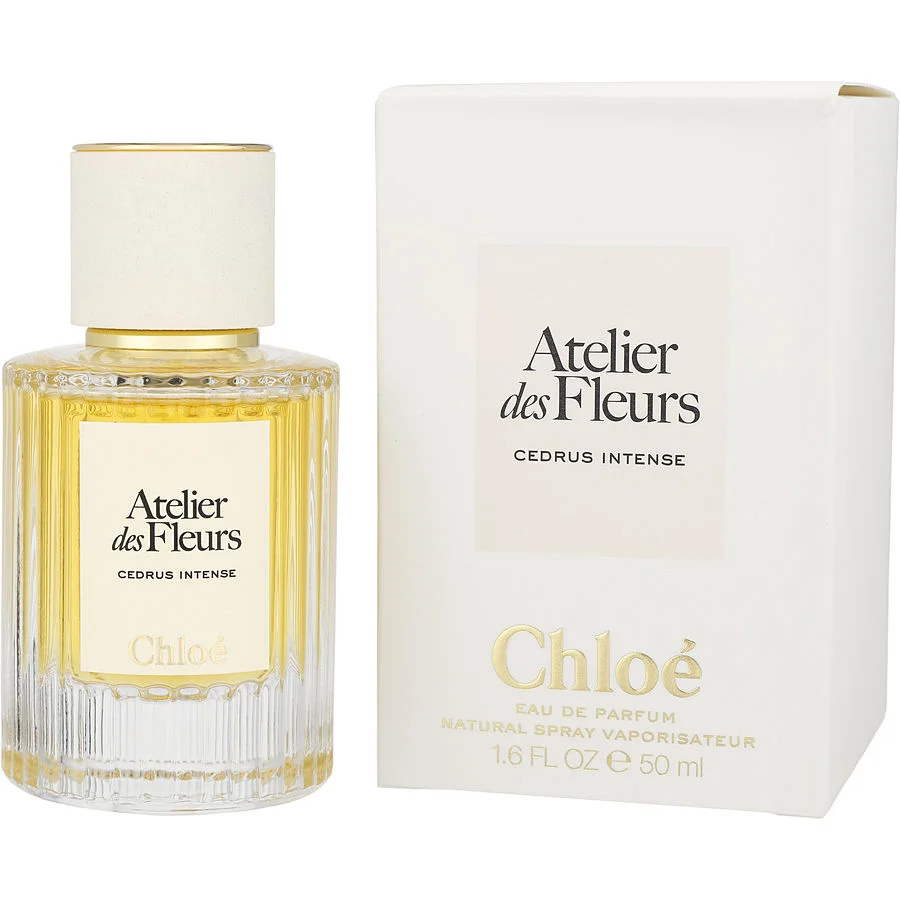 Atelier
des Fleurs
CEDRUS INTENSE
Chloé
Atelier
des Fleurs
CEDRUS INTENSE
Chloé
EAU DE PARFUM
NATURAL SPRAY VAPORISATEUR
1.6 FL OZ ℮ 50 ml